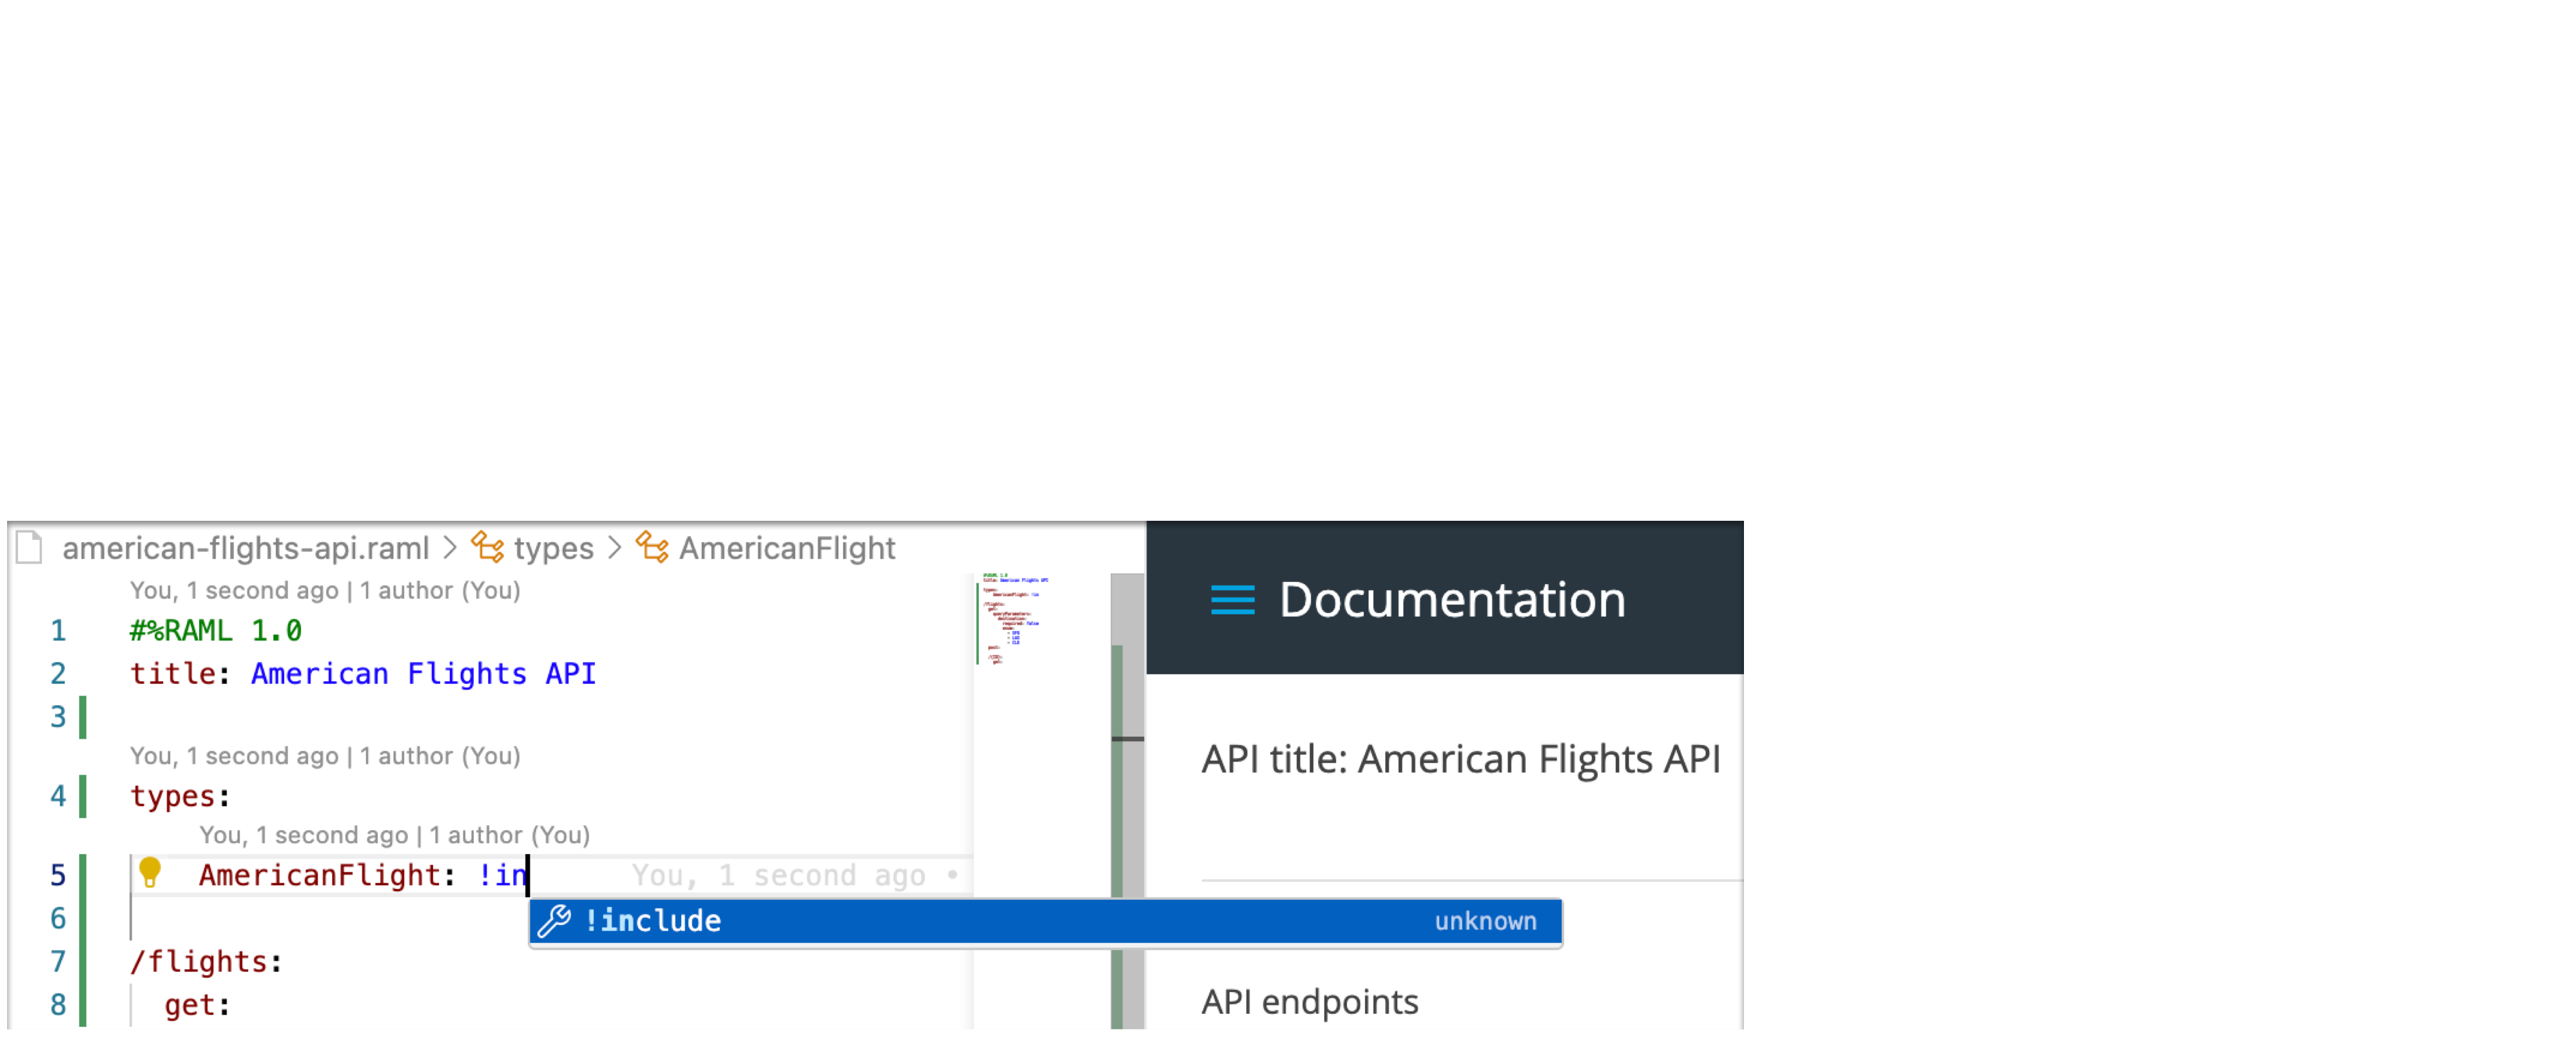 american-flights-api.raml > types > AmericanFlight
You, 1 second ago | 1 author (You)
1 #%RAML 1.0
2 title: American Flights API
3
You, 1 second ago | 1 author (You)
4 types:
You, 1 second ago | 1 author (You)
5 AmericanFlight: !in You, 1 second ago •
!include unknown
6
7 /flights:
8 get:
Documentation
API title: American Flights API
API endpoints